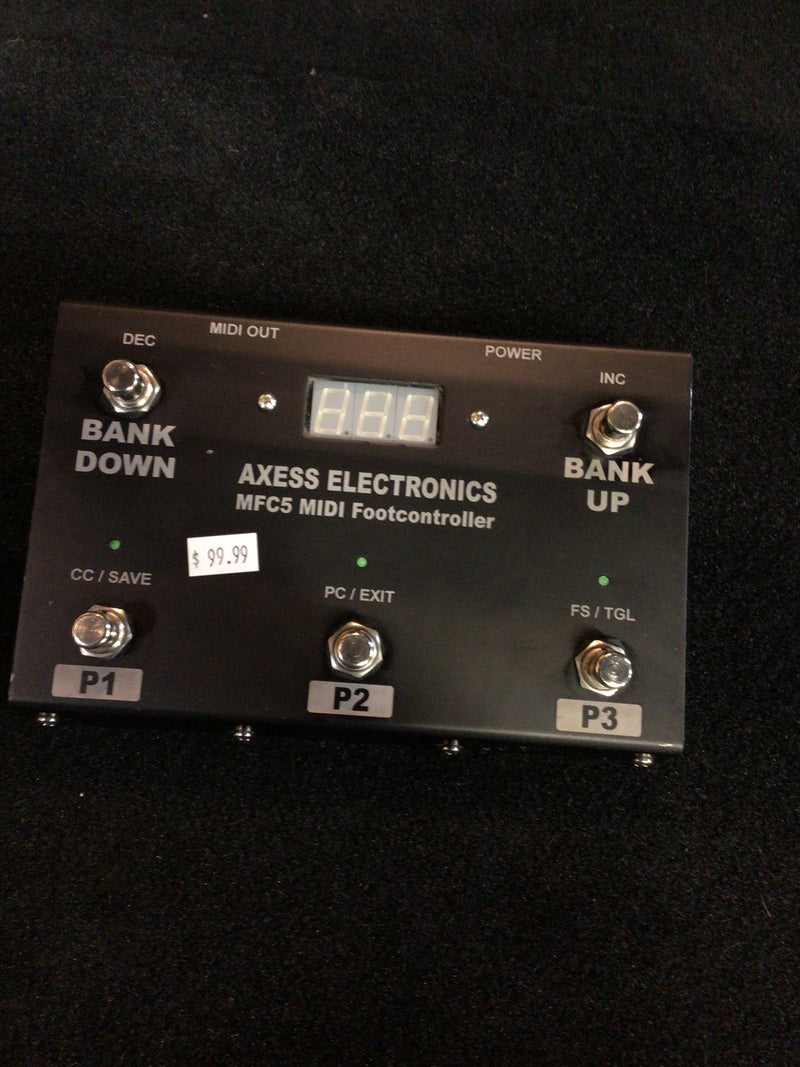 DEC
MIDI OUT
POWER
INC
BANK
DOWN
BANK
UP
AXESS ELECTRONICS
MFC5 MIDI Footcontroller
$ 99.99
CC / SAVE
PC / EXIT
FS / TGL
P1
P2
P3